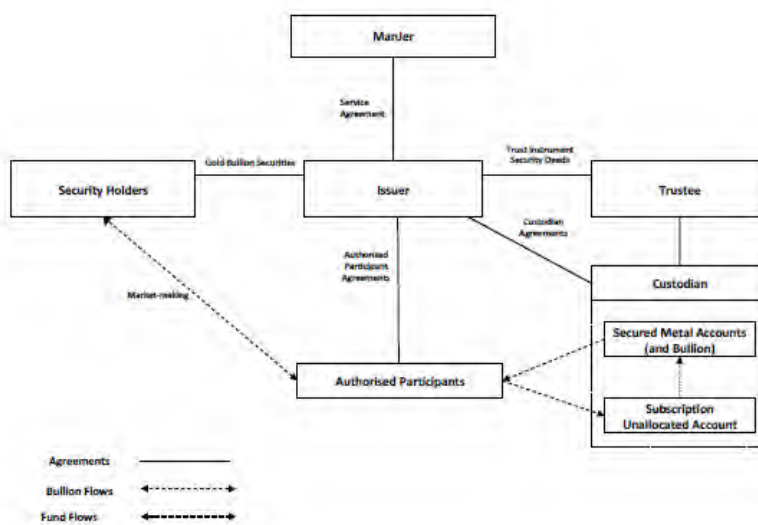 ManJer
Service
Agreement
Gold Bullion Securities
Trust Instrument
Security Deeds
Security Holders
Issuer
Trustee
Custodian
Agreements
Authorised
Participant
Agreements
Custodian
Market-making
Secured Metal Accounts
(and Bullion)
Authorised Participants
Subscription
Unallocated Account
Agreements
Bullion Flows
Fund Flows